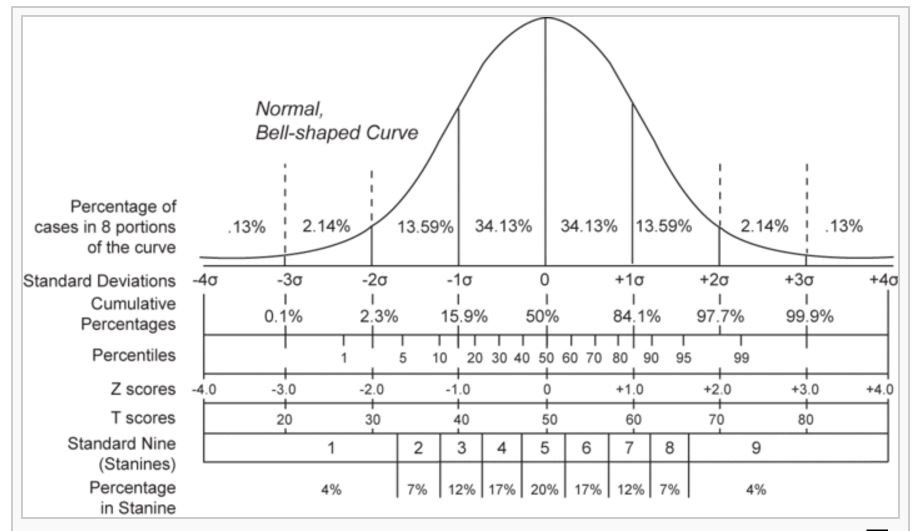 Normal,
Bell-shaped Curve
Percentage of
cases in 8 portions
of the curve
.13% 2.14% 13.59% 34.13% 34.13% 13.59% 2.14% .13%
Standard Deviations -4σ -3σ -2σ -1σ 0 +1σ +2σ +3σ +4σ
Cumulative
Percentages
0.1% 2.3% 15.9% 50% 84.1% 97.7% 99.9%
Percentiles 1 5 10 20 30 40 50 60 70 80 90 95 99
Z scores -4.0 -3.0 -2.0 -1.0 0 +1.0 +2.0 +3.0 +4.0
T scores 20 30 40 50 60 70 80
Standard Nine
(Stanines)
1 2 3 4 5 6 7 8 9
Percentage
in Stanine
4% 7% 12% 17% 20% 17% 12% 7% 4%